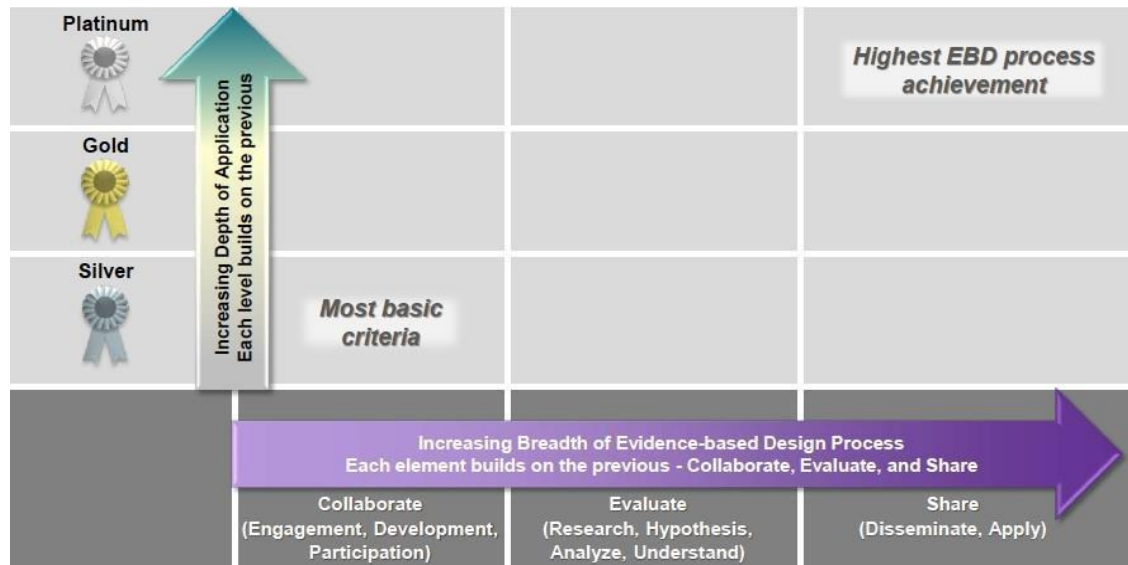 Platinum
Highest EBD process
achievement
Gold
Silver
Most basic
criteria
Increasing Depth of Application
Each level builds on the previous
Increasing Breadth of Evidence-based Design Process
Each element builds on the previous - Collaborate, Evaluate, and Share
Collaborate
(Engagement, Development,
Participation)
Evaluate
(Research, Hypothesis,
Analyze, Understand)
Share
(Disseminate, Apply)